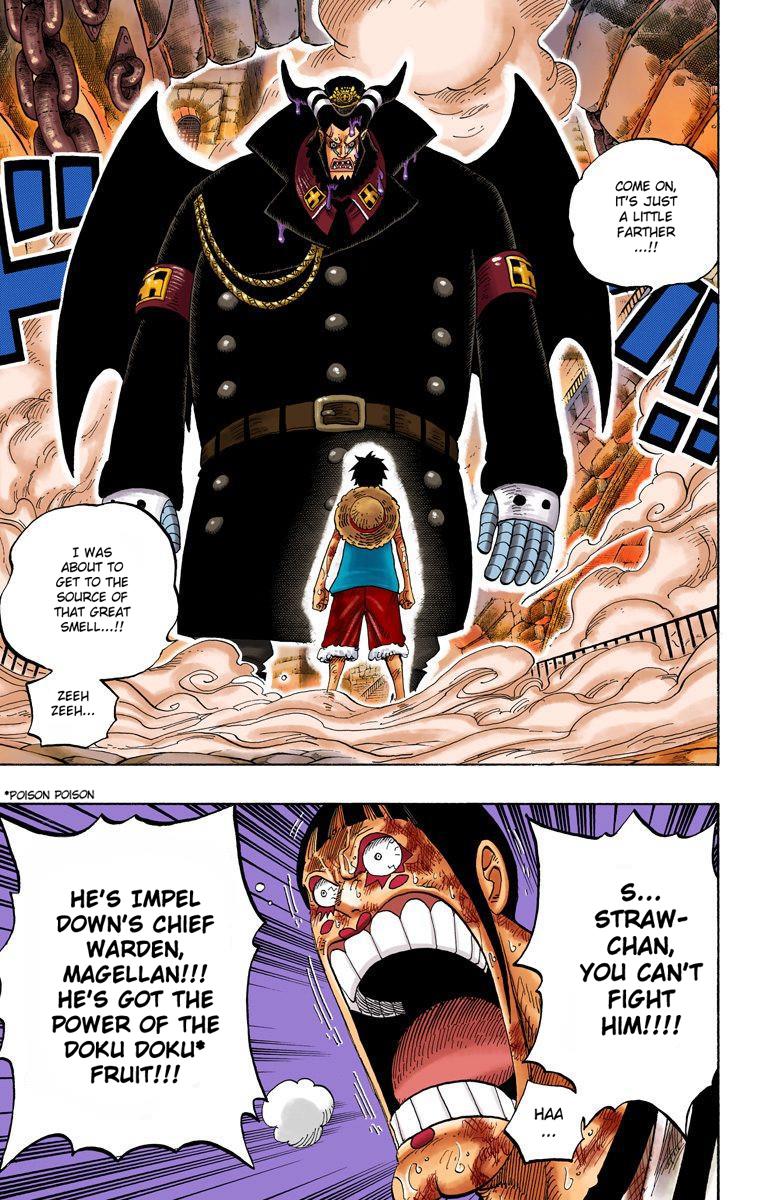 COME ON,
IT'S JUST
A LITTLE
FARTHER
...!!
I WAS
ABOUT TO
GET TO THE
SOURCE OF
THAT GREAT
SMELL...!!
ZEEH
ZEEH...
*POISON POISON
S...
STRAW-
CHAN,
YOU CAN'T
FIGHT
HIM!!!!
HAA
...
HE'S IMPEL
DOWN'S CHIEF
WARDEN,
MAGELLAN!!!
HE'S GOT THE
POWER OF THE
DOKU DOKU*
FRUIT!!!